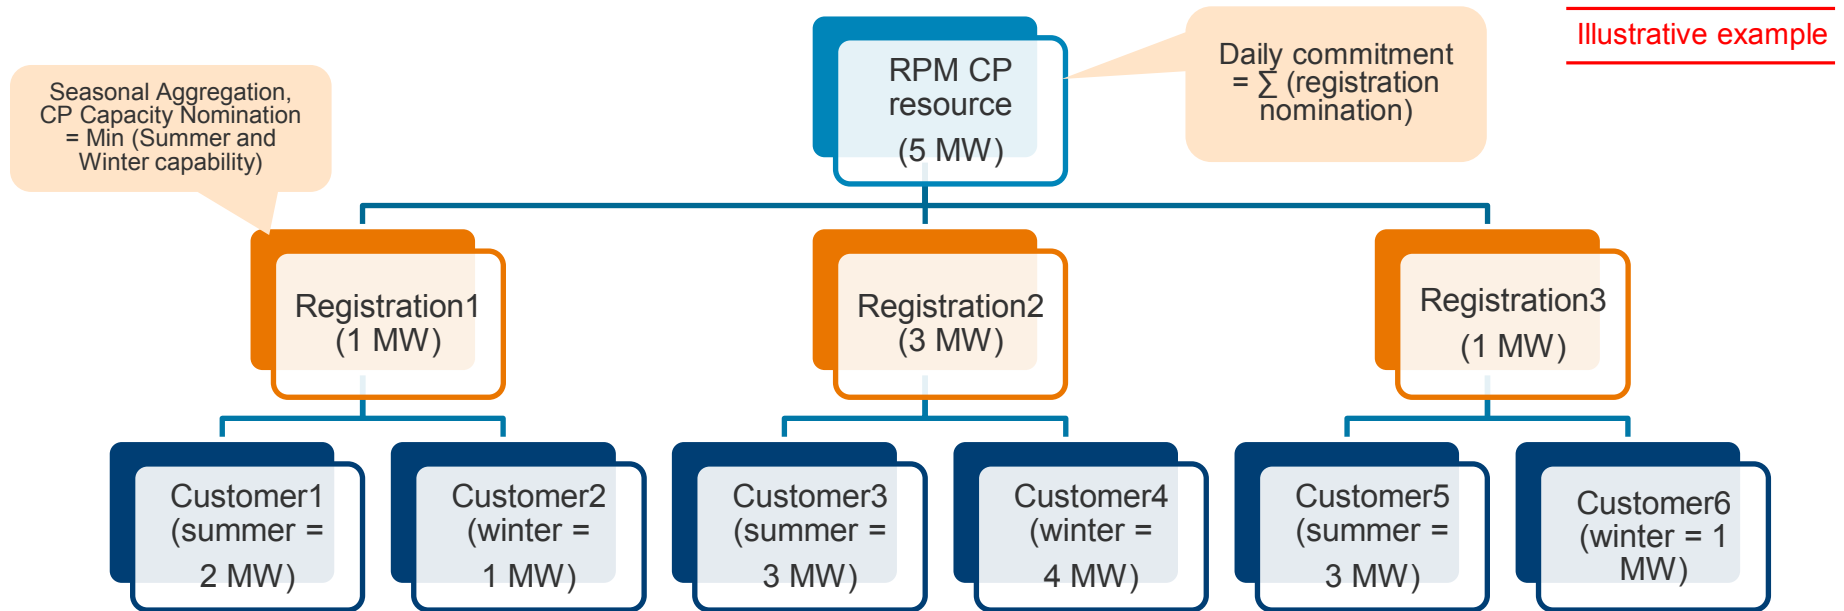 Illustrative example
Seasonal Aggregation,
CP Capacity Nomination
= Min (Summer and
Winter capability)
RPM CP
resource
(5 MW)
Daily commitment
= ∑ (registration
nomination)
Registration1
(1 MW)
Registration2
(3 MW)
Registration3
(1 MW)
Customer1
(summer =
2 MW)
Customer2
(winter =
1 MW)
Customer3
(summer =
3 MW)
Customer4
(winter =
4 MW)
Customer5
(summer =
3 MW)
Customer6
(winter = 1
MW)